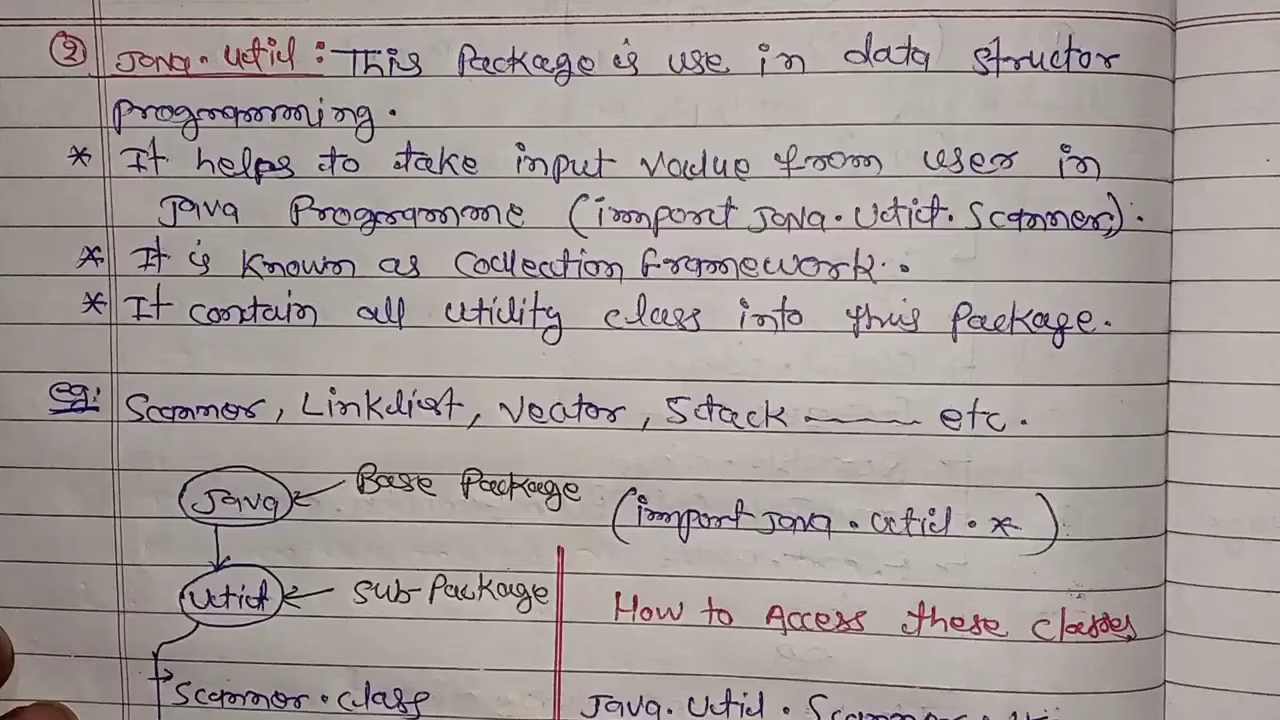 ② Java.util : This Package is use in data structor
programming.
* It helps to take input value from user in
Java Programme (import Java.util.Scanner;).
* It is known as collection framework.
* It contain all utility class into this package.
eg: Scanner, Linklist, Vector, Stack —— etc.
Java ← Base Package
(import Java.util.*)
Util ← Sub-Package
How to Access these classes
Scanner.class
Java.util.